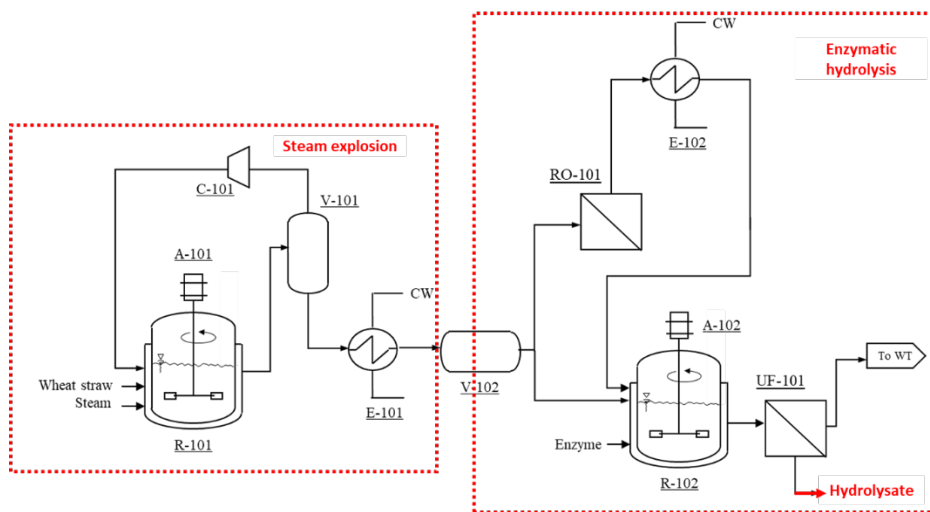 CW
Enzymatic
hydrolysis
E-102
Steam explosion
C-101
V-101
RO-101
A-101
CW
A-102
Wheat straw
Steam
E-101
V-102
To WT
UF-101
Enzyme
R-101
R-102
Hydrolysate